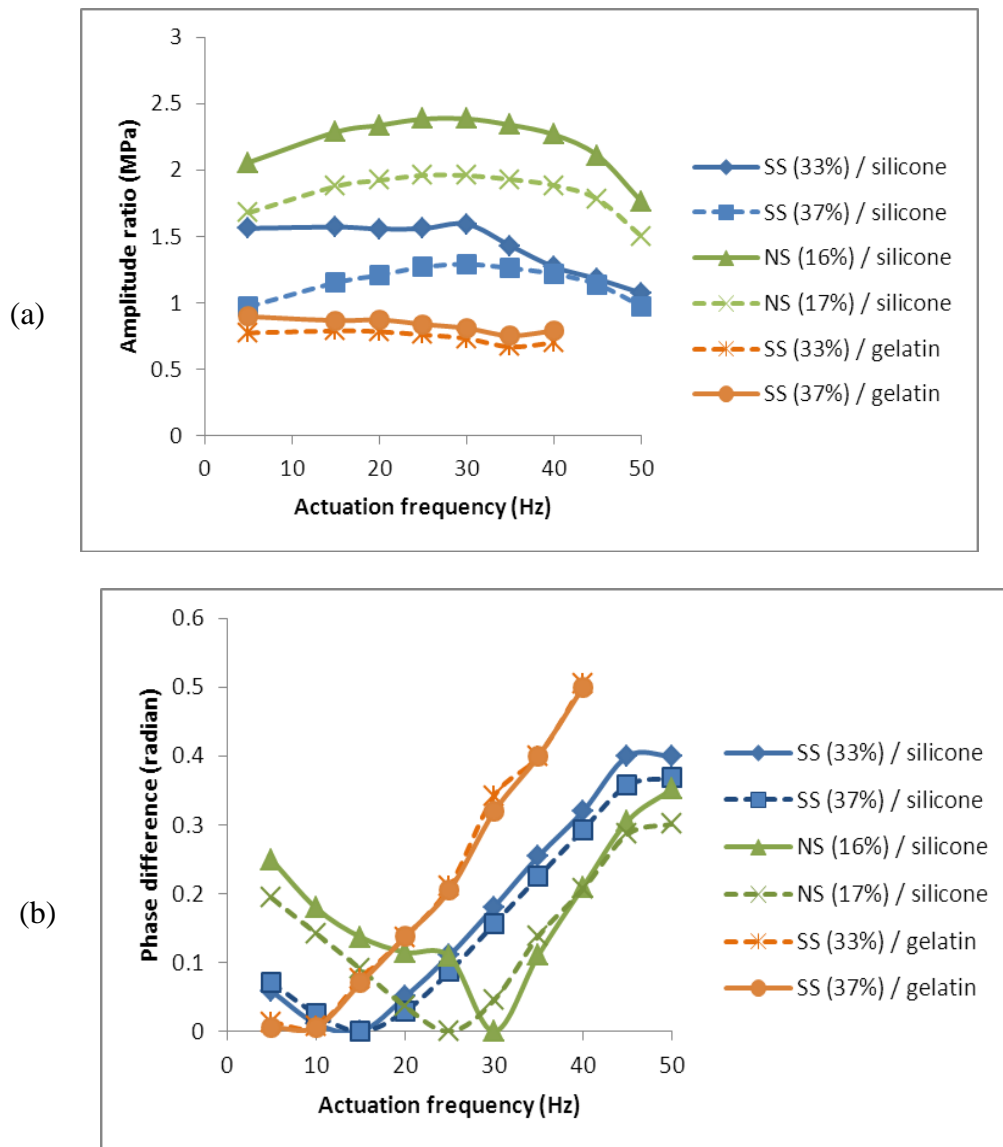 (a)
Amplitude ratio (MPa)
3
2.5
2
1.5
1
0.5
0
0 10 20 30 40 50
Actuation frequency (Hz)
SS (33%) / silicone
SS (37%) / silicone
NS (16%) / silicone
NS (17%) / silicone
SS (33%) / gelatin
SS (37%) / gelatin
(b)
Phase difference (radian)
0.6
0.5
0.4
0.3
0.2
0.1
0
0 10 20 30 40 50
Actuation frequency (Hz)
SS (33%) / silicone
SS (37%) / silicone
NS (16%) / silicone
NS (17%) / silicone
SS (33%) / gelatin
SS (37%) / gelatin